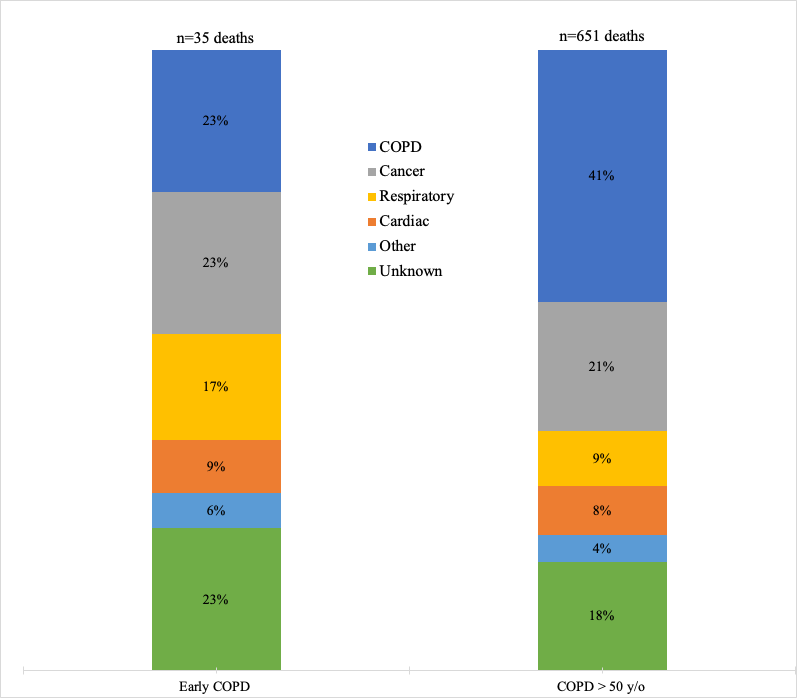 n=35 deaths
n=651 deaths
23%
23%
17%
9%
6%
23%
COPD
Cancer
Respiratory
Cardiac
Other
Unknown
41%
21%
9%
8%
4%
18%
Early COPD
COPD > 50 y/o